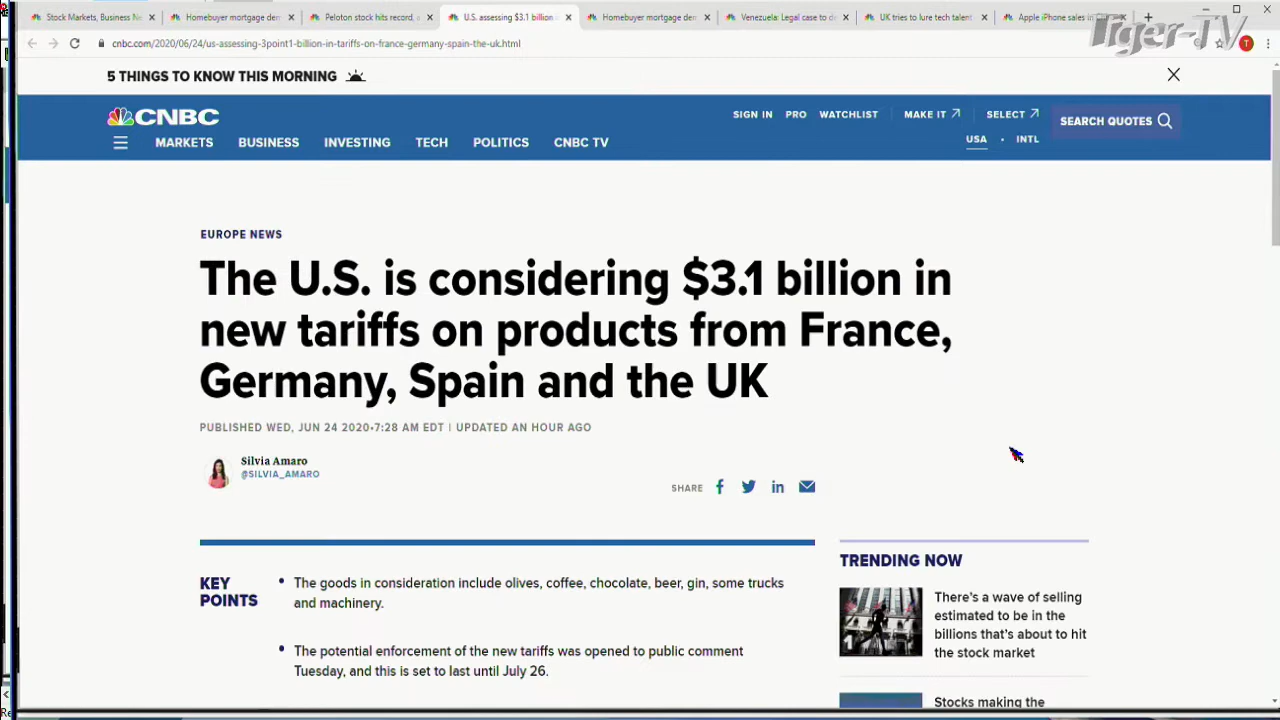 Stock Markets, Business Ne
Homebuyer mortgage dem
Peloton stock hits record, a
U.S. assessing $3.1 billion
Homebuyer mortgage dem
Venezuela: Legal case to d
UK tries to lure tech talent
Apple iPhone sales in
Tiger-TV
cnbc.com/2020/06/24/us-assessing-3point1-billion-in-tariffs-on-france-germany-spain-the-uk.html
T
5 THINGS TO KNOW THIS MORNING
CNBC
SIGN IN PRO WATCHLIST MAKE IT SELECT
SEARCH QUOTES
USA · INTL
MARKETS BUSINESS INVESTING TECH POLITICS CNBC TV
EUROPE NEWS
The U.S. is considering $3.1 billion in
new tariffs on products from France,
Germany, Spain and the UK
PUBLISHED WED, JUN 24 2020•7:28 AM EDT | UPDATED AN HOUR AGO
Silvia Amaro
@SILVIA_AMARO
SHARE
KEY
POINTS
• The goods in consideration include olives, coffee, chocolate, beer, gin, some trucks
and machinery.
• The potential enforcement of the new tariffs was opened to public comment
Tuesday, and this is set to last until July 26.
TRENDING NOW
There's a wave of selling
estimated to be in the
billions that's about to hit
the stock market
Stocks making the
Re